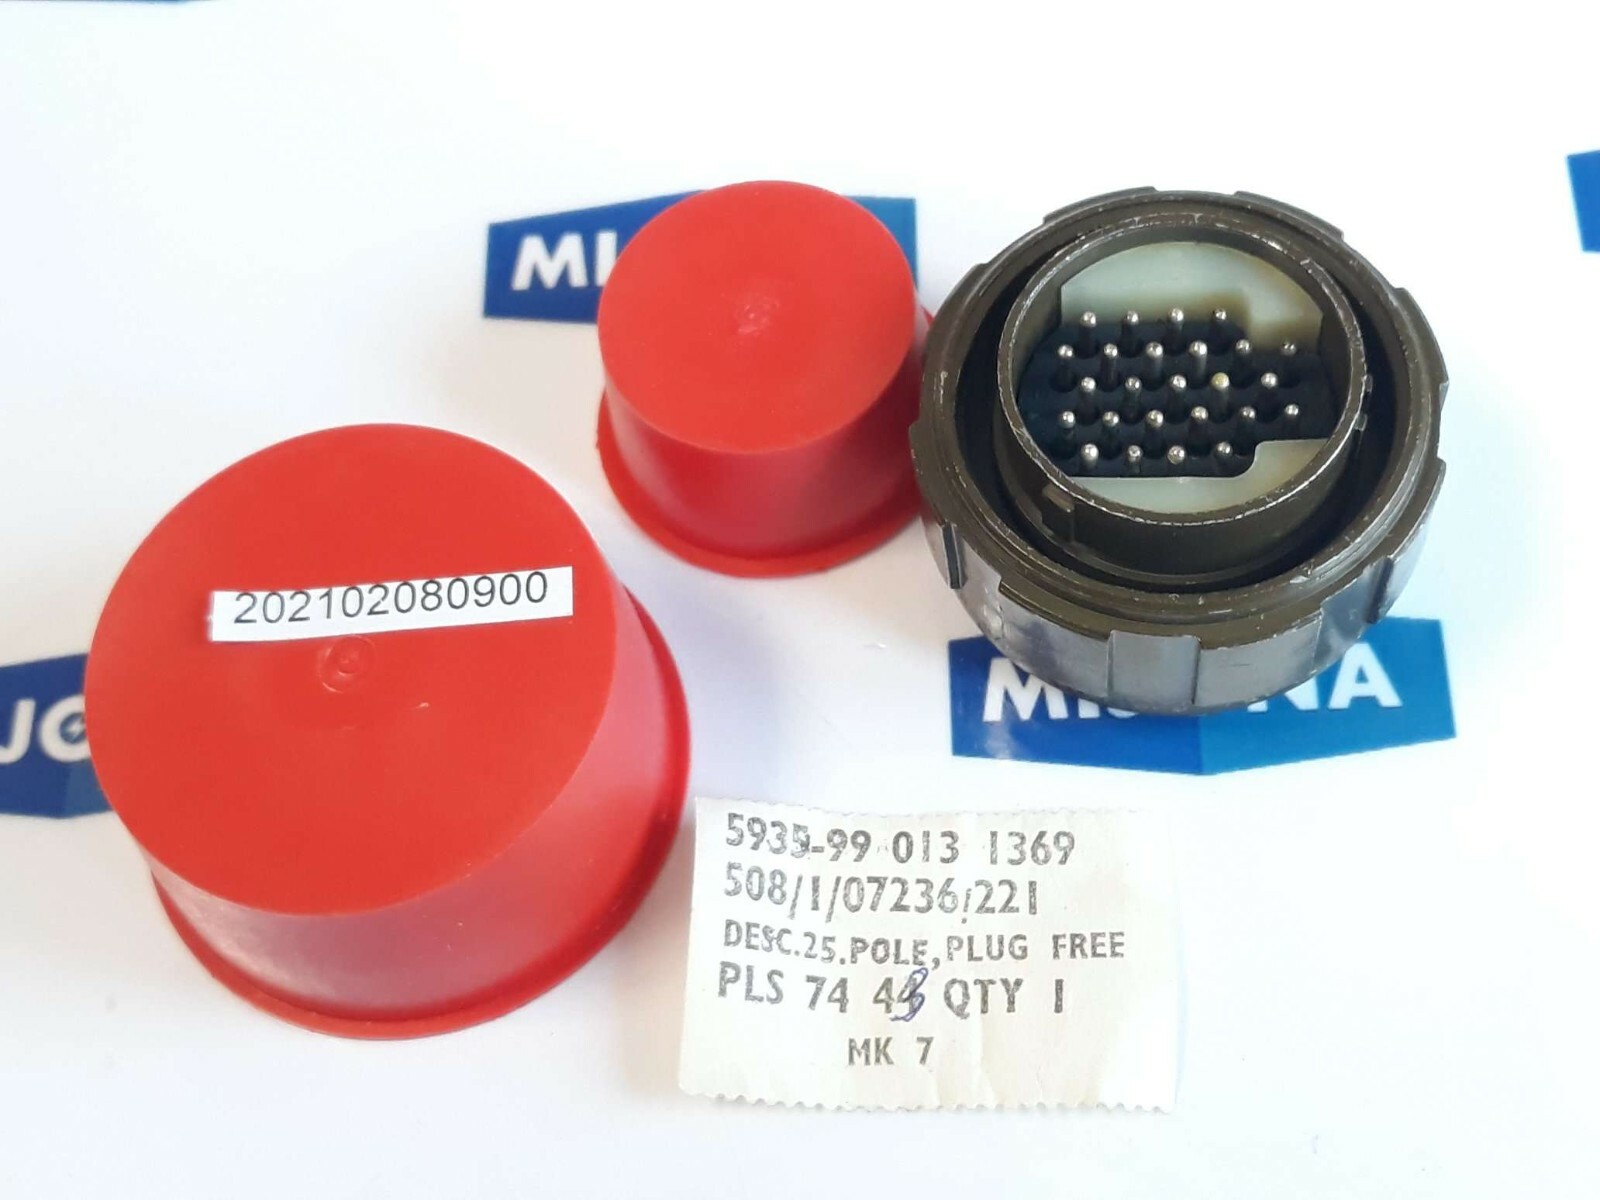 202102080900
5935-99 013 1369
508/1/07236/221
DESC.25.POLE, PLUG FREE
PLS 74 48 QTY 1
MK 7